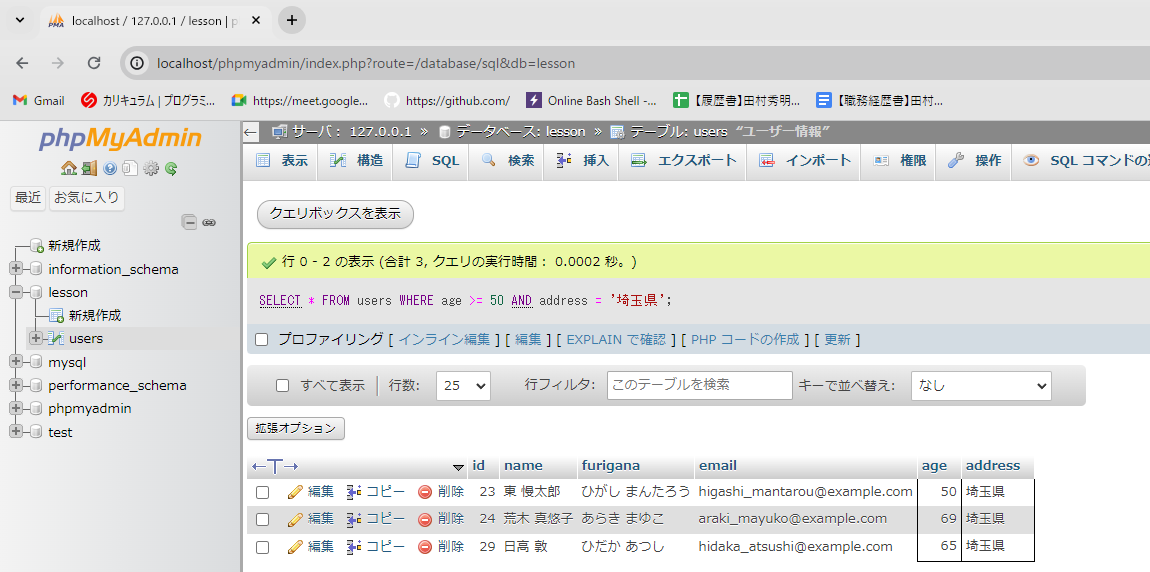 localhost / 127.0.0.1 / lesson | p
localhost/phpmyadmin/index.php?route=/database/sql&db=lesson
Gmail カリキュラム | プログラミ... https://meet.google... https://github.com/ Online Bash Shell -... 【履歴書】田村秀明... 【職務経歴書】田村...
phpMyAdmin
最近 お気に入り
新規作成
information_schema
lesson
新規作成
users
mysql
performance_schema
phpmyadmin
test
サーバ: 127.0.0.1 » データベース: lesson » テーブル: users “ユーザー情報”
表示 構造 SQL 検索 挿入 エクスポート インポート 権限 操作 SQL コマンドの
クエリボックスを表示
行 0 - 2 の表示 (合計 3, クエリの実行時間: 0.0002 秒。)
SELECT * FROM users WHERE age >= 50 AND address = '埼玉県';
プロファイリング [ インライン編集 ] [ 編集 ] [ EXPLAIN で確認 ] [ PHP コードの作成 ] [ 更新 ]
すべて表示 行数: 25 行フィルタ: このテーブルを検索 キーで並べ替え: なし
拡張オプション
←T→ id name furigana email age address
編集 コピー 削除 23 東 慢太郎 ひがし まんたろう higashi_mantarou@example.com 50 埼玉県
編集 コピー 削除 24 荒木 真悠子 あらき まゆこ araki_mayuko@example.com 69 埼玉県
編集 コピー 削除 29 日高 敦 ひだか あつし hidaka_atsushi@example.com 65 埼玉県